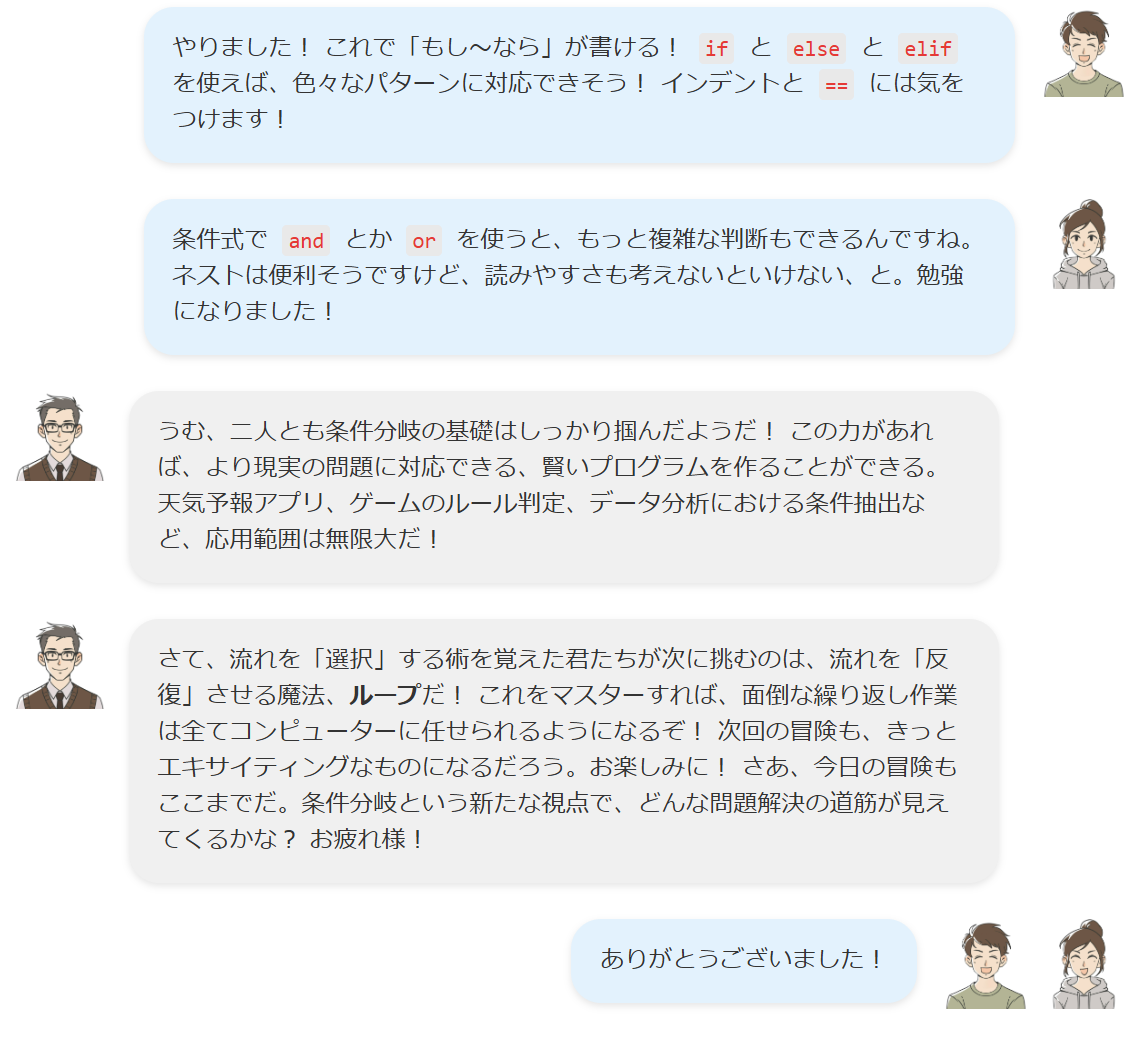 やりました！ これで「もし〜なら」が書ける！ if と else と elif
を使えば、色々なパターンに対応できそう！ インデントと == には気を
つけます！
条件式で and とか or を使うと、もっと複雑な判断もできるんですね。
ネストは便利そうですけど、読みやすさも考えないといけない、と。勉強
になりました！
うむ、二人とも条件分岐の基礎はしっかり掴んだようだ！ この力があれ
ば、より現実の問題に対応できる、賢いプログラムを作ることができる。
天気予報アプリ、ゲームのルール判定、データ分析における条件抽出な
ど、応用範囲は無限大だ！
さて、流れを「選択」する術を覚えた君たちが次に挑むのは、流れを「反
復」させる魔法、ループだ！ これをマスターすれば、面倒な繰り返し作業
は全てコンピューターに任せられるようになるぞ！ 次回の冒険も、きっと
エキサイティングなものになるだろう。お楽しみに！ さあ、今日の冒険も
ここまでだ。条件分岐という新たな視点で、どんな問題解決の道筋が見え
てくるかな？ お疲れ様！
ありがとうございました！